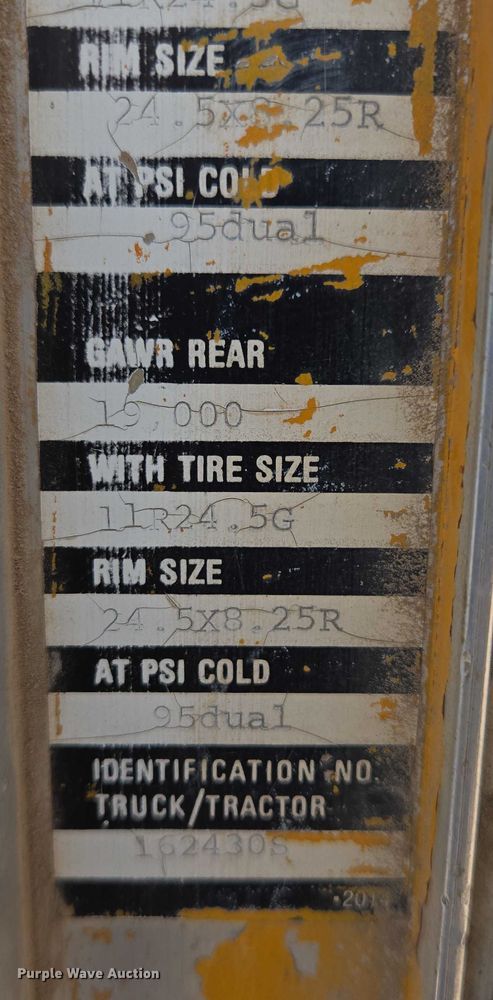 RIM SIZE
24.5X8.25R
AT PSI COLD
95dual
GAWR REAR
19,000
WITH TIRE SIZE
11R24.5G
RIM SIZE
24.5X8.25R
AT PSI COLD
95dual
IDENTIFICATION NO.
TRUCK/TRACTOR
162430S
Purple Wave Auction